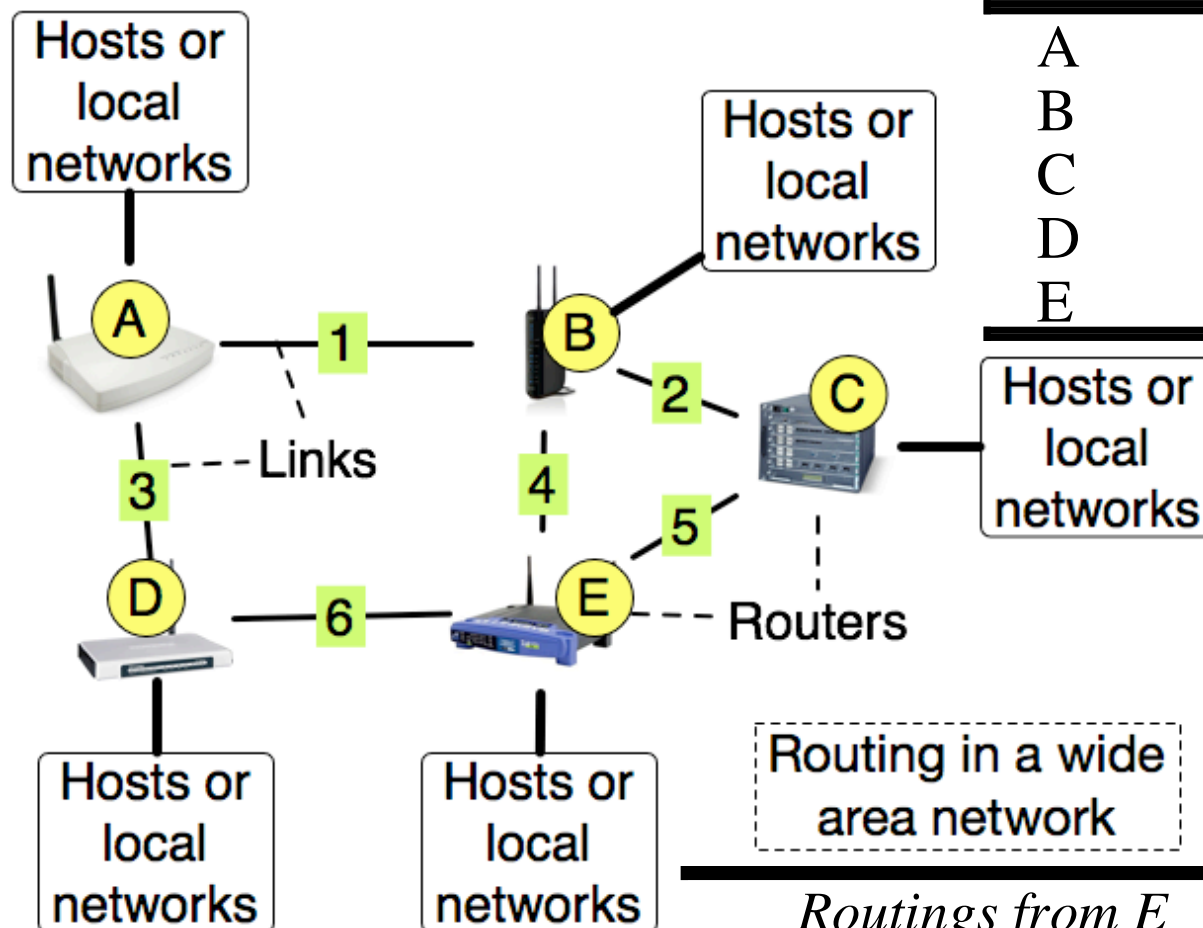 Hosts or
local
networks
A
B
C
D
E
Hosts or
local
networks
A
1
B
2
C
Hosts or
local
networks
Links
3
4
5
D
6
E
Routers
Hosts or
local
networks
Hosts or
local
networks
Routing in a wide
area network
Routings from E